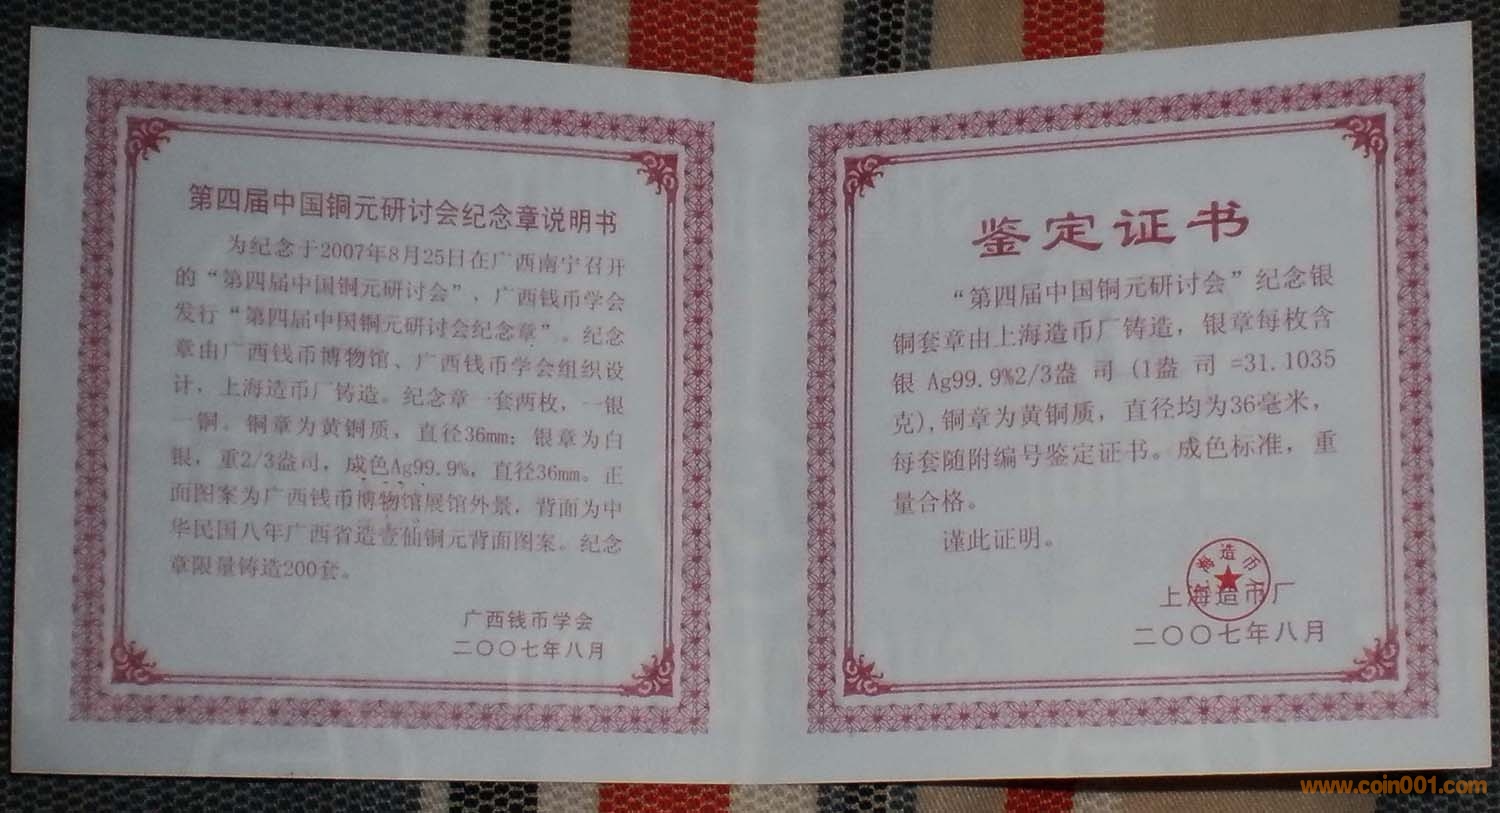 第四届中国铜元研讨会纪念章说明书
为纪念于2007年8月25日在广西南宁召开
的“第四届中国铜元研讨会”，广西钱币学会
发行“第四届中国铜元研讨会纪念章”。纪念
章由广西钱币博物馆、广西钱币学会组织设
计，上海造币厂铸造。纪念章一套两枚，一银
一铜。铜章为黄铜质，直径36mm；银章为白
银，重2/3盎司，成色Ag99.9%，直径36mm。正
面图案为广西钱币博物馆展馆外景，背面为中
华民国八年广西省造壹仙铜元背面图案。纪念
章限量铸造200套。
广西钱币学会
二〇〇七年八月
鉴定证书
“第四届中国铜元研讨会”纪念银
铜套章由上海造币厂铸造，银章每枚含
银 Ag99.9%2/3盎 司 (1盎 司 =31.1035
克),铜章为黄铜质，直径均为36毫米，
每套随附编号鉴定证书。成色标准，重
量合格。
谨此证明。
上海造币厂
二〇〇七年八月
www.coin001.com